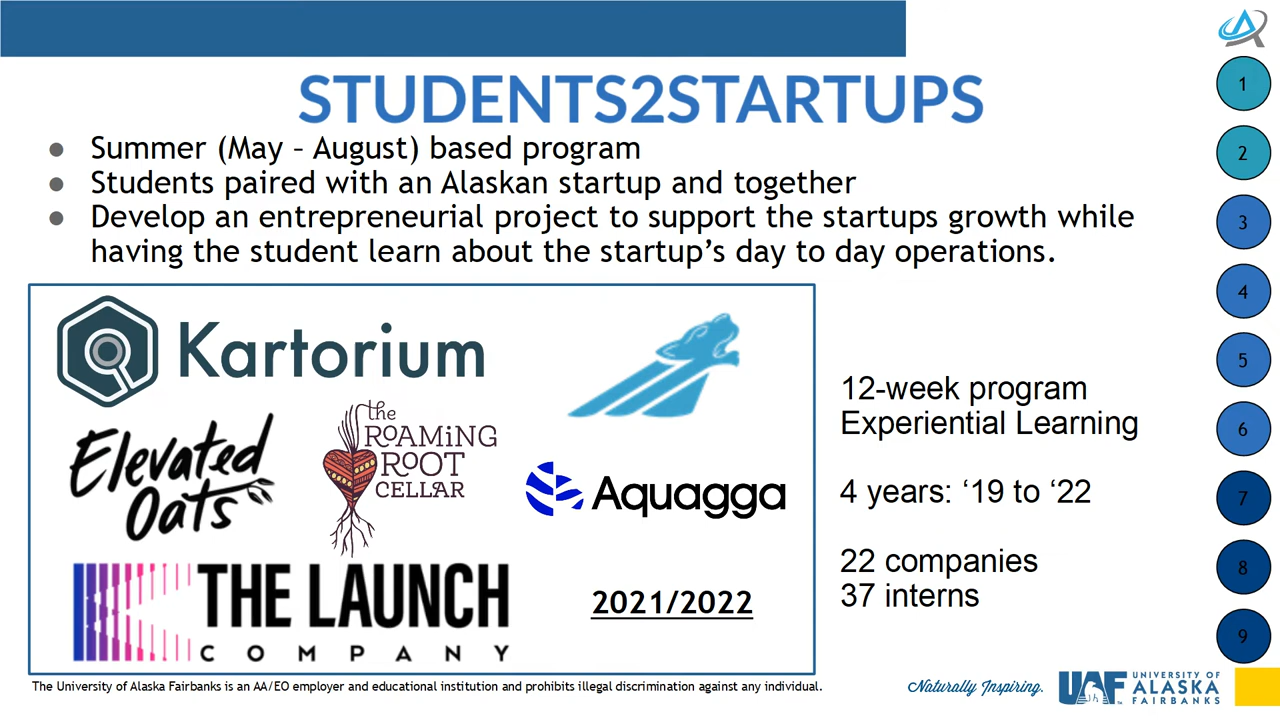 STUDENTS2STARTUPS
● Summer (May – August) based program
● Students paired with an Alaskan startup and together
● Develop an entrepreneurial project to support the startups growth while
having the student learn about the startup’s day to day operations.
Kartorium
Elevated
Oats
the
ROAMING
ROOT
CELLAR
Aquagga
THE LAUNCH
COMPANY
2021/2022
12-week program
Experiential Learning
4 years: ‘19 to ‘22
22 companies
37 interns
1
2
3
4
5
6
7
8
9
The University of Alaska Fairbanks is an AA/EO employer and educational institution and prohibits illegal discrimination against any individual.
Naturally Inspiring.
UAF
UNIVERSITY OF
ALASKA
FAIRBANKS